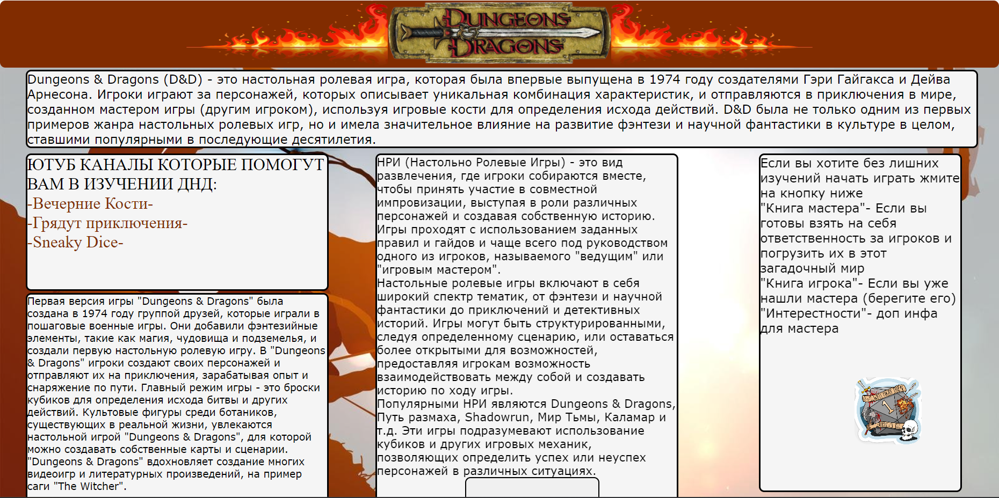 DUNGEONS
DRAGONS
Dungeons & Dragons (D&D) - это настольная ролевая игра, которая была впервые выпущена в 1974 году создателями Гэри Гайгакса и Дейва
Арнесона. Игроки играют за персонажей, которых описывает уникальная комбинация характеристик, и отправляются в приключения в мире,
созданном мастером игры (другим игроком), используя игровые кости для определения исхода действий. D&D была не только одним из первых
примеров жанра настольных ролевых игр, но и имела значительное влияние на развитие фэнтези и научной фантастики в культуре в целом,
ставшими популярными в последующие десятилетия.
ЮТУБ КАНАЛЫ КОТОРЫЕ ПОМОГУТ
ВАМ В ИЗУЧЕНИИ ДНД:
-Вечерние Кости-
-Грядут приключения-
-Sneaky Dice-
Первая версия игры "Dungeons & Dragons" была
создана в 1974 году группой друзей, которые играли в
пошаговые военные игры. Они добавили фэнтезийные
элементы, такие как магия, чудовища и подземелья, и
создали первую настольную ролевую игру. В "Dungeons
& Dragons" игроки создают своих персонажей и
отправляют их на приключения, зарабатывая опыт и
снаряжение по пути. Главный режим игры - это броски
кубиков для определения исхода битвы и других
действий. Культовые фигуры среди ботаников,
существующих в реальной жизни, увлекаются
настольной игрой "Dungeons & Dragons", для которой
можно создавать собственные карты и сценарии.
"Dungeons & Dragons" вдохновляет создание многих
видеоигр и литературных произведений, на пример
саги "The Witcher".
НРИ (Настольно Ролевые Игры) - это вид
развлечения, где игроки собираются вместе,
чтобы принять участие в совместной
импровизации, выступая в роли различных
персонажей и создавая собственную историю.
Игры проходят с использованием заданных
правил и гайдов и чаще всего под руководством
одного из игроков, называемого "ведущим" или
"игровым мастером".
Настольные ролевые игры включают в себя
широкий спектр тематик, от фэнтези и научной
фантастики до приключений и детективных
историй. Игры могут быть структурированными,
следуя определенному сценарию, или оставаться
более открытыми для возможностей,
предоставляя игрокам возможность
взаимодействовать между собой и создавать
историю по ходу игры.
Популярными НРИ являются Dungeons & Dragons,
Путь размаха, Shadowrun, Мир Тьмы, Каламар и
т.д. Эти игры подразумевают использование
кубиков и других игровых механик,
позволяющих определить успех или неуспех
персонажей в различных ситуациях.
Если вы хотите без лишних
изучений начать играть жмите
на кнопку ниже
"Книга мастера"- Если вы
готовы взять на себя
ответственность за игроков и
погрузить их в этот
загадочный мир
"Книга игрока"- Если вы уже
нашли мастера (берегите его)
"Интерестности"- доп инфа
для мастера
1